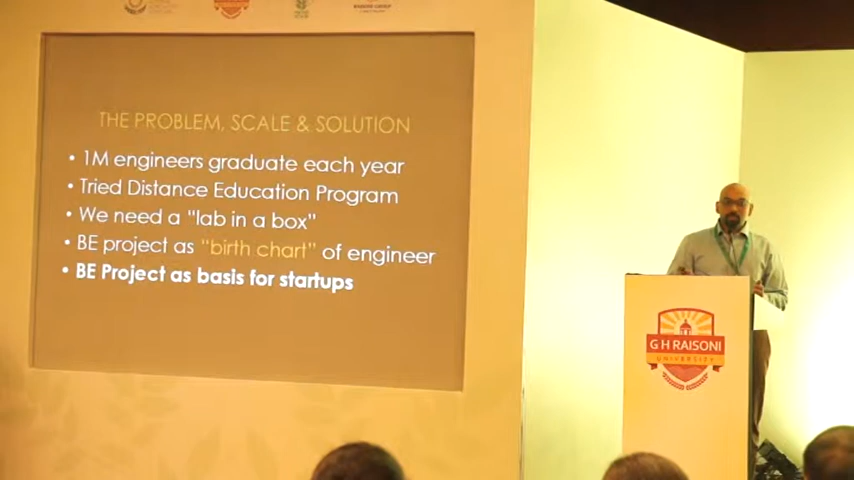 THE PROBLEM, SCALE & SOLUTION
• 1M engineers graduate each year
• Tried Distance Education Program
• We need a "lab in a box"
• BE project as "birth chart" of engineer
• BE Project as basis for startups
G H RAISONI
UNIVERSITY